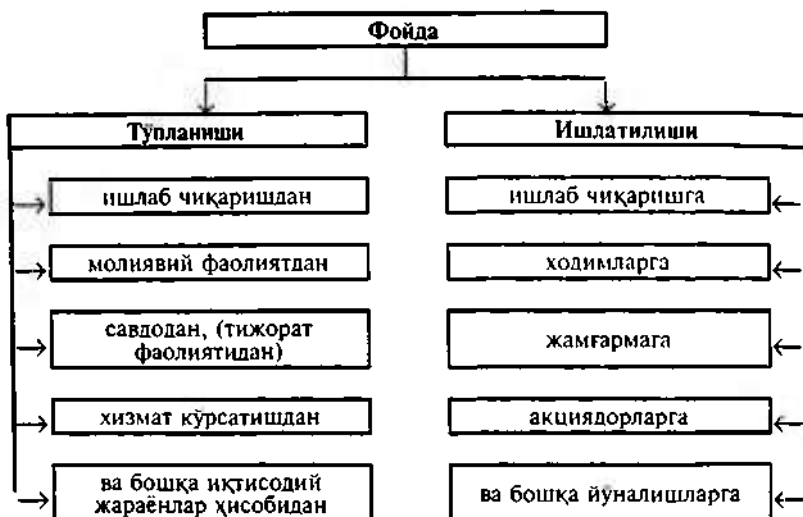 Фойда
Тўпланиши
Ишлатилиши
ишлаб чиқаришдан
ишлаб чиқаришга
молиявий фаолиятдан
ходимларга
савдодан, (тижорат
фаолиятидан)
жамғармага
хизмат кўрсатишдан
акциядорларга
ва бошқа иқтисодий
жараёнлар ҳисобидан
ва бошқа йўналишларга